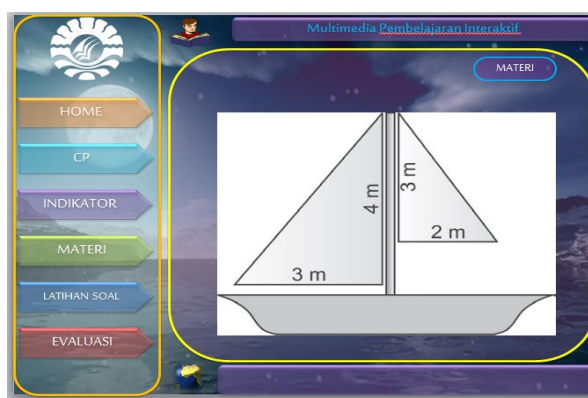 Multimedia Pembelajaran Interaktif
MATERI
HOME
CP
INDIKATOR
MATERI
LATIHAN SOAL
EVALUASI
4 m
3 m
3 m
2 m